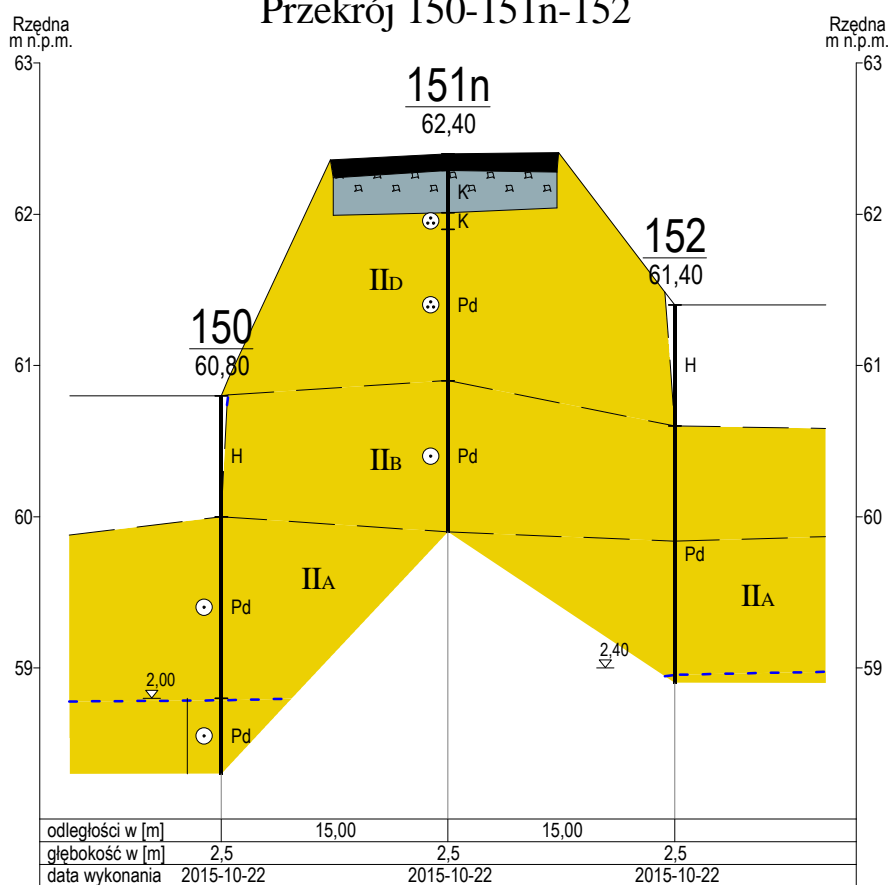 Przekrój 150-151n-152
Rzędna
m n.p.m.
Rzędna
m n.p.m.
63
63
151n
62,40
K
62
K
62
152
61,40
IID
Pd
150
60,80
61
H
61
H
IIB
Pd
60
60
Pd
IIA
IIA
Pd
2,40
59
59
2,00
Pd
odległości w [m] 15,00 15,00
głębokość w [m] 2,5 2,5 2,5
data wykonania 2015-10-22 2015-10-22 2015-10-22